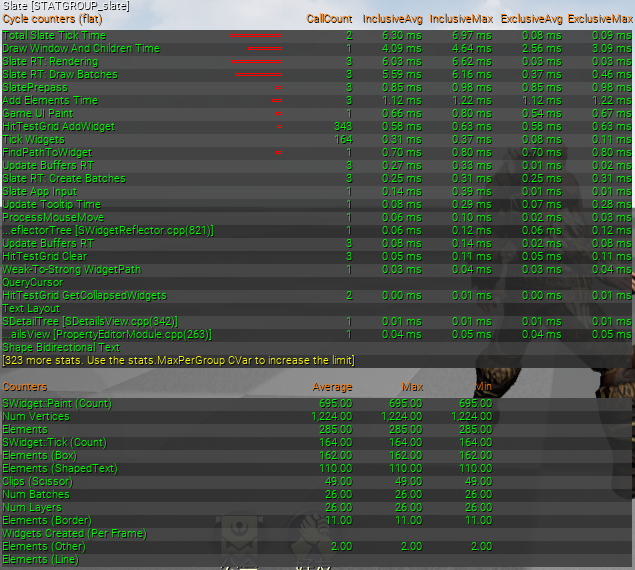 Slate [STATGROUP_slate]
Cycle counters (flat) CallCount InclusiveAvg InclusiveMax ExclusiveAvg ExclusiveMax
Total Slate Tick Time 2 6.30 ms 6.97 ms 0.08 ms 0.09 ms
Draw Window And Children Time 1 4.09 ms 4.64 ms 2.56 ms 3.09 ms
Slate RT: Rendering 3 6.03 ms 6.62 ms 0.03 ms 0.03 ms
Slate RT: Draw Batches 3 5.59 ms 6.16 ms 0.37 ms 0.46 ms
SlatePrepass 3 0.85 ms 0.98 ms 0.85 ms 0.98 ms
Add Elements Time 3 1.12 ms 1.22 ms 1.12 ms 1.22 ms
Game UI Paint 1 0.66 ms 0.80 ms 0.54 ms 0.67 ms
HitTestGrid AddWidget 343 0.58 ms 0.63 ms 0.58 ms 0.63 ms
Tick Widgets 164 0.31 ms 0.37 ms 0.08 ms 0.11 ms
FindPathToWidget 1 0.70 ms 0.80 ms 0.70 ms 0.80 ms
Update Buffers RT 3 0.27 ms 0.33 ms 0.01 ms 0.02 ms
Slate RT: Create Batches 3 0.25 ms 0.31 ms 0.25 ms 0.31 ms
Slate App Input 1 0.14 ms 0.39 ms 0.01 ms 0.01 ms
Update Tooltip Time 1 0.08 ms 0.29 ms 0.07 ms 0.28 ms
ProcessMouseMove 1 0.06 ms 0.10 ms 0.02 ms 0.03 ms
...eflectorTree [SWidgetReflector.cpp(821)] 1 0.06 ms 0.12 ms 0.06 ms 0.12 ms
Update Buffers RT 3 0.08 ms 0.14 ms 0.02 ms 0.08 ms
HitTestGrid Clear 3 0.05 ms 0.11 ms 0.05 ms 0.11 ms
Weak-To-Strong WidgetPath 1 0.03 ms 0.04 ms 0.03 ms 0.04 ms
QueryCursor
HitTestGrid GetCollapsedWidgets 2 0.00 ms 0.01 ms 0.00 ms 0.01 ms
Text Layout
SDetailTree [SDetailsView.cpp(342)] 1 0.01 ms 0.01 ms 0.01 ms 0.01 ms
...ailsView [PropertyEditorModule.cpp(263)] 1 0.04 ms 0.05 ms 0.04 ms 0.05 ms
Shape Bidirectional Text
[323 more stats. Use the stats.MaxPerGroup CVar to increase the limit]
Counters Average Max Min
SWidget::Paint (Count) 695.00 695.00 695.00
Num Vertices 1,224.00 1,224.00 1,224.00
Elements 285.00 285.00 285.00
SWidget::Tick (Count) 164.00 164.00 164.00
Elements (Box) 162.00 162.00 162.00
Elements (ShapedText) 110.00 110.00 110.00
Clips (Scissor) 49.00 49.00 49.00
Num Batches 26.00 26.00 26.00
Num Layers 26.00 26.00 26.00
Elements (Border) 11.00 11.00 11.00
Widgets Created (Per Frame)
Elements (Other) 2.00 2.00 2.00
Elements (Line)